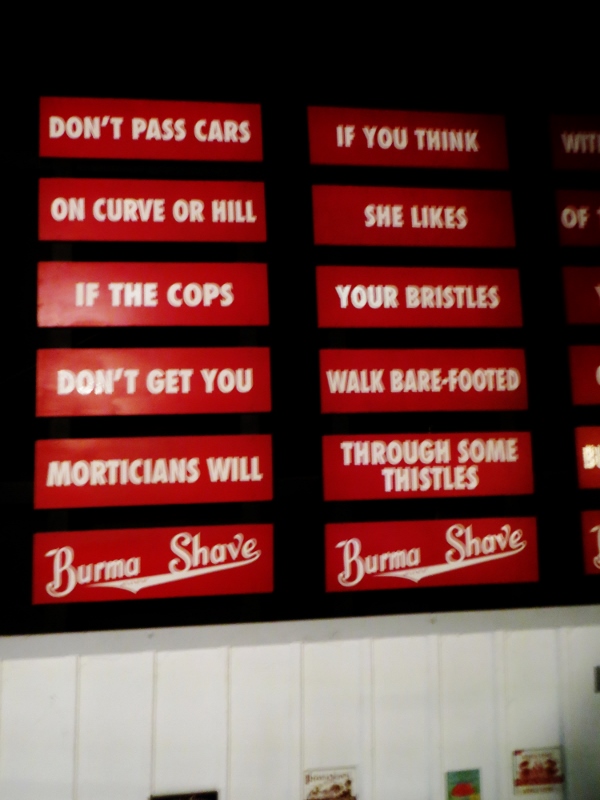 DON'T PASS CARS
ON CURVE OR HILL
IF THE COPS
DON'T GET YOU
MORTICIANS WILL
Burma Shave
IF YOU THINK
SHE LIKES
YOUR BRISTLES
WALK BARE-FOOTED
THROUGH SOME
THISTLES
Burma Shave
OF